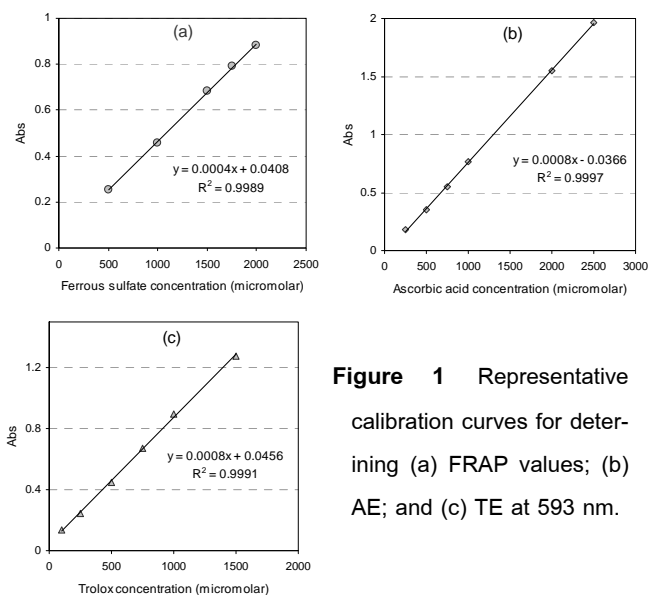 (a)
1
0.8
0.6
0.4
0.2
0
Abs
y = 0.0004x + 0.0408
R² = 0.9989
0 500 1000 1500 2000 2500
Ferrous sulfate concentration (micromolar)
(b)
2
1.5
1
0.5
0
Abs
y = 0.0008x - 0.0366
R² = 0.9997
0 500 1000 1500 2000 2500 3000
Ascorbic acid concentration (micromolar)
(c)
1.2
0.8
0.4
0
Abs
y = 0.0008x + 0.0456
R² = 0.9991
0 500 1000 1500 2000
Trolox concentration (micromolar)
Figure 1 Representative
calibration curves for deter-
ining (a) FRAP values; (b)
AE; and (c) TE at 593 nm.